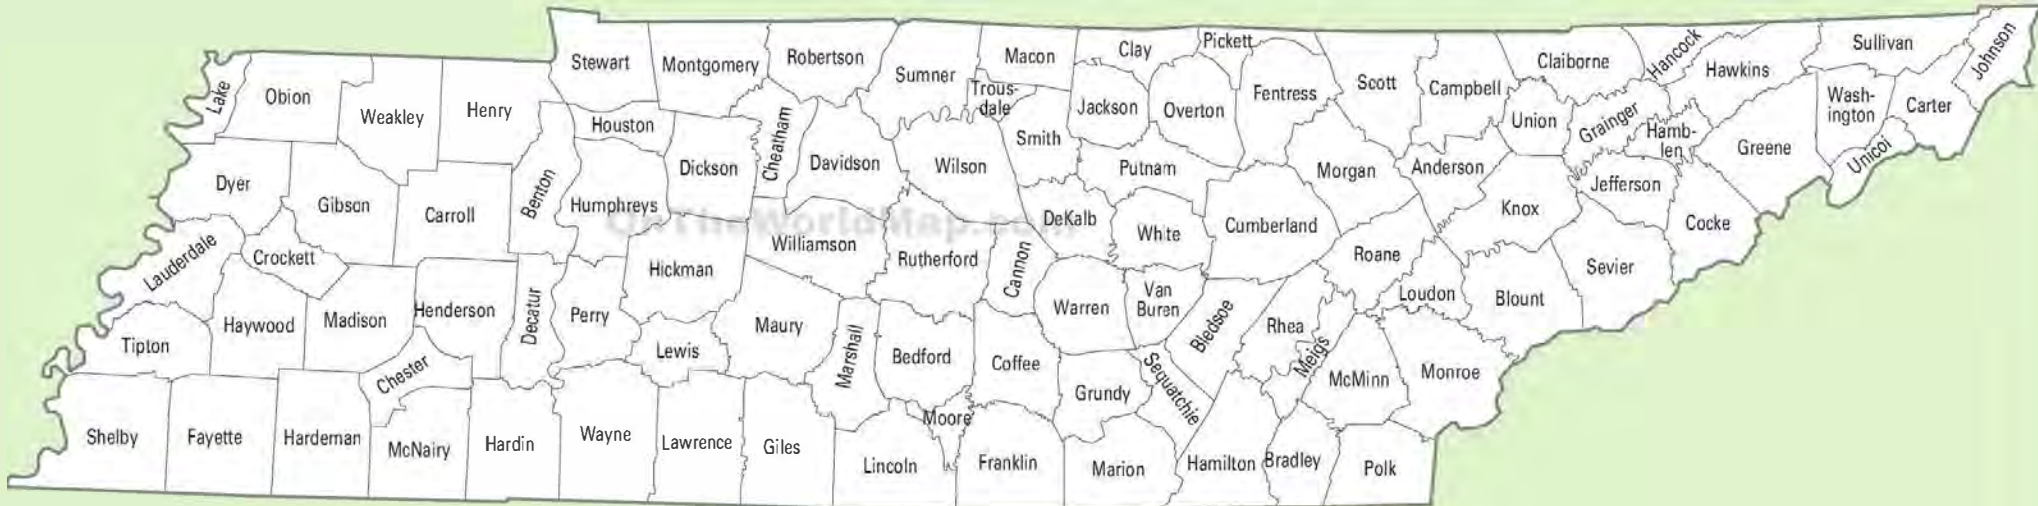 Stewart
Montgomery
Robertson
Sumner
Macon
Clay
Pickett
Scott
Campbell
Claiborne
Hancock
Hawkins
Sullivan
Johnson
Lake
Obion
Weakley
Henry
Houston
Dickson
Cheatham
Davidson
Wilson
Trous-
dale
Smith
Jackson
Overton
Fentress
Putnam
Morgan
Anderson
Union
Grainger
Hamb-
len
Greene
Wash-
ington
Carter
Unicoi
Dyer
Gibson
Carroll
Benton
Humphreys
Williamson
Rutherford
Cannon
DeKalb
White
Cumberland
Roane
Knox
Jefferson
Cocke
Sevier
Blount
Loudon
OnTheWorldMap.com
Lauderdale
Crockett
Haywood
Madison
Henderson
Decatur
Perry
Hickman
Lewis
Maury
Marshall
Bedford
Coffee
Warren
Van
Buren
Bledsoe
Rhea
Meigs
McMinn
Monroe
Tipton
Chester
Grundy
Sequatchie
Shelby
Fayette
Hardeman
McNairy
Hardin
Wayne
Lawrence
Giles
Lincoln
Moore
Franklin
Marion
Hamilton
Bradley
Polk